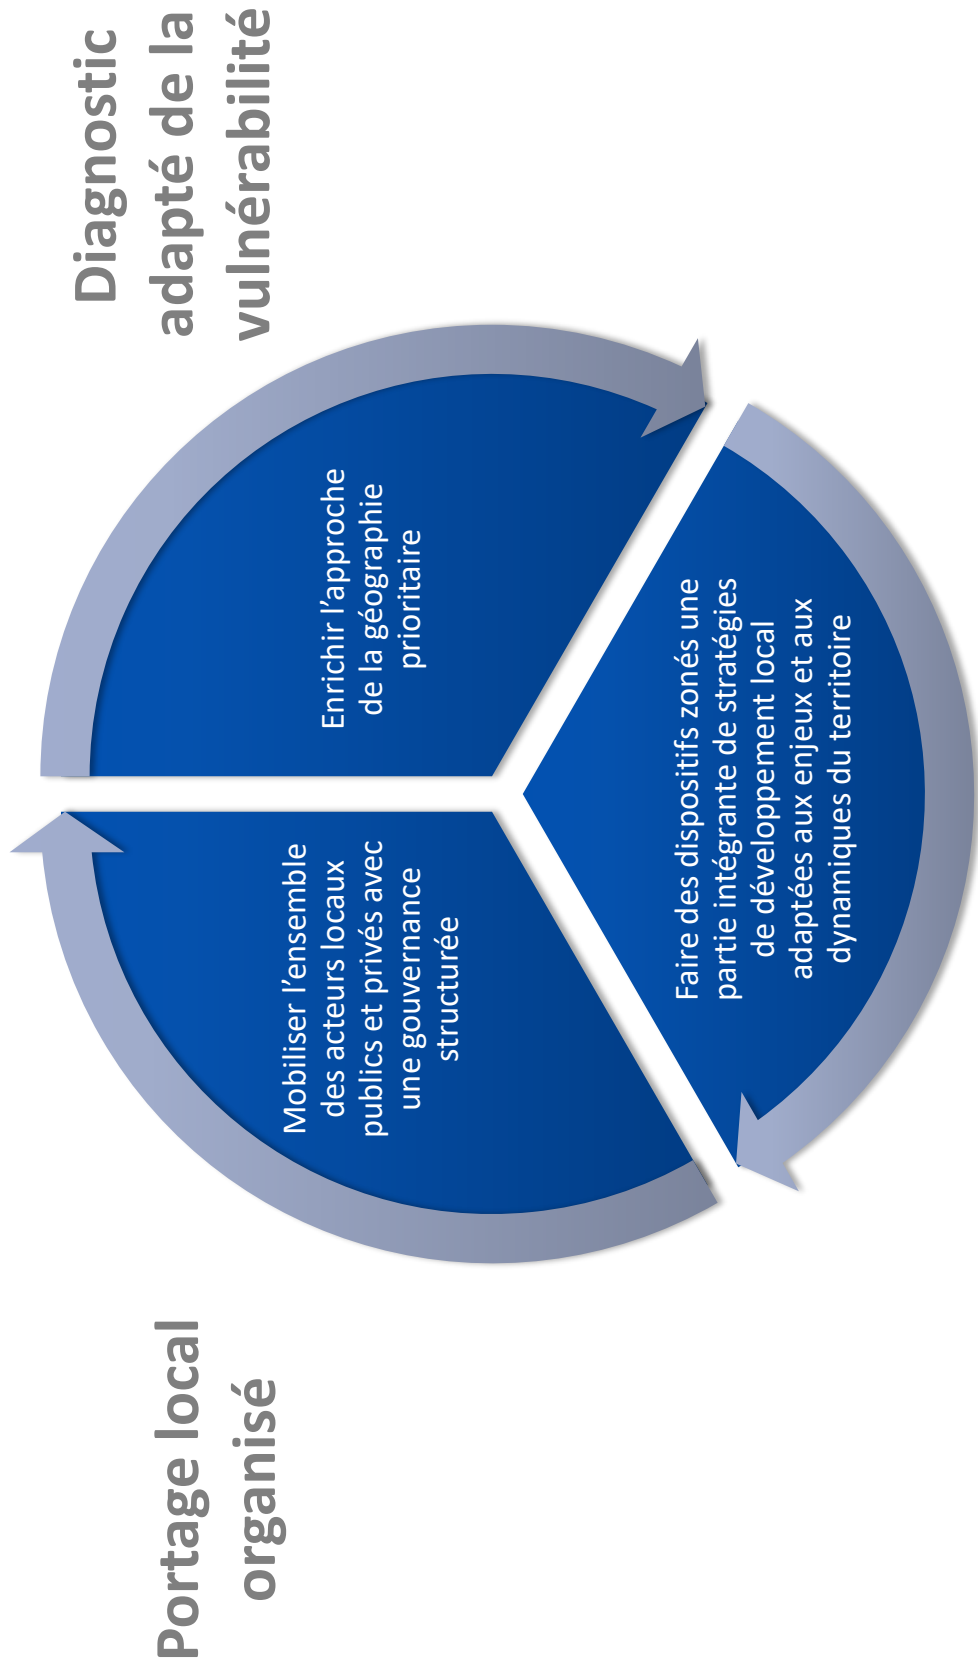 Portage local
organisé
Diagnostic
adapté de la
vulnérabilité
Mobiliser l’ensemble
des acteurs locaux
publics et privés avec
une gouvernance
structurée
Enrichir l’approche
de la géographie
prioritaire
Faire des dispositifs zonés une
partie intégrante de stratégies
de développement local
adaptées aux enjeux et aux
dynamiques du territoire